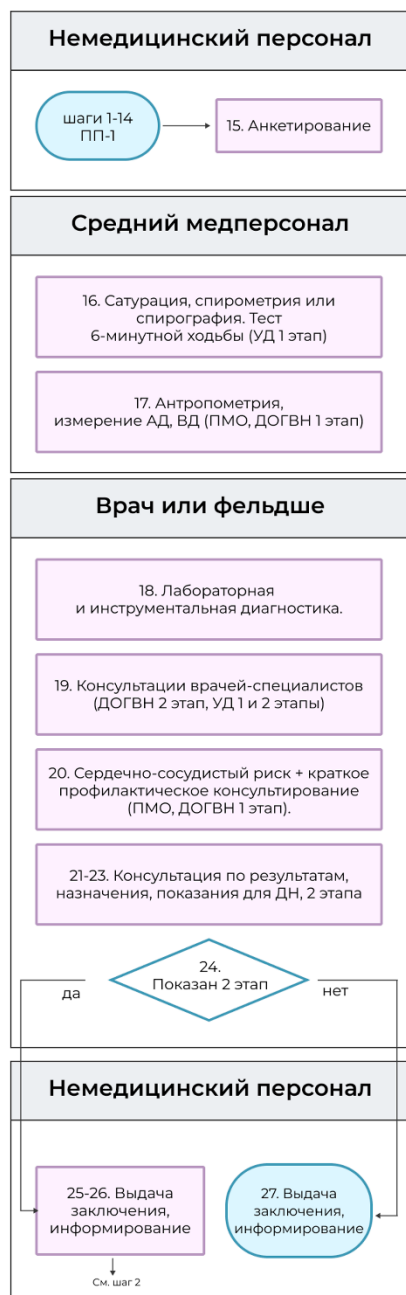 Немедицинский персонал
шаги 1-14
ПП-1
15. Анкетирование
Средний медперсонал
16. Сатурация, спирометрия или
спирография. Тест
6-минутной ходьбы (УД 1 этап)
17. Антропометрия,
измерение АД, ВД (ПМО, ДОГВН 1 этап)
Врач или фельдше
18. Лабораторная
и инструментальная диагностика.
19. Консультации врачей-специалистов
(ДОГВН 2 этап, УД 1 и 2 этапы)
20. Сердечно-сосудистый риск + краткое
профилактическое консультирование
(ПМО, ДОГВН 1 этап).
21-23. Консультация по результатам,
назначения, показания для ДН, 2 этапа
24.
Показан 2 этап
да
нет
Немедицинский персонал
25-26. Выдача
заключения,
информирование
27. Выдача
заключения,
информирование
См. шаг 2